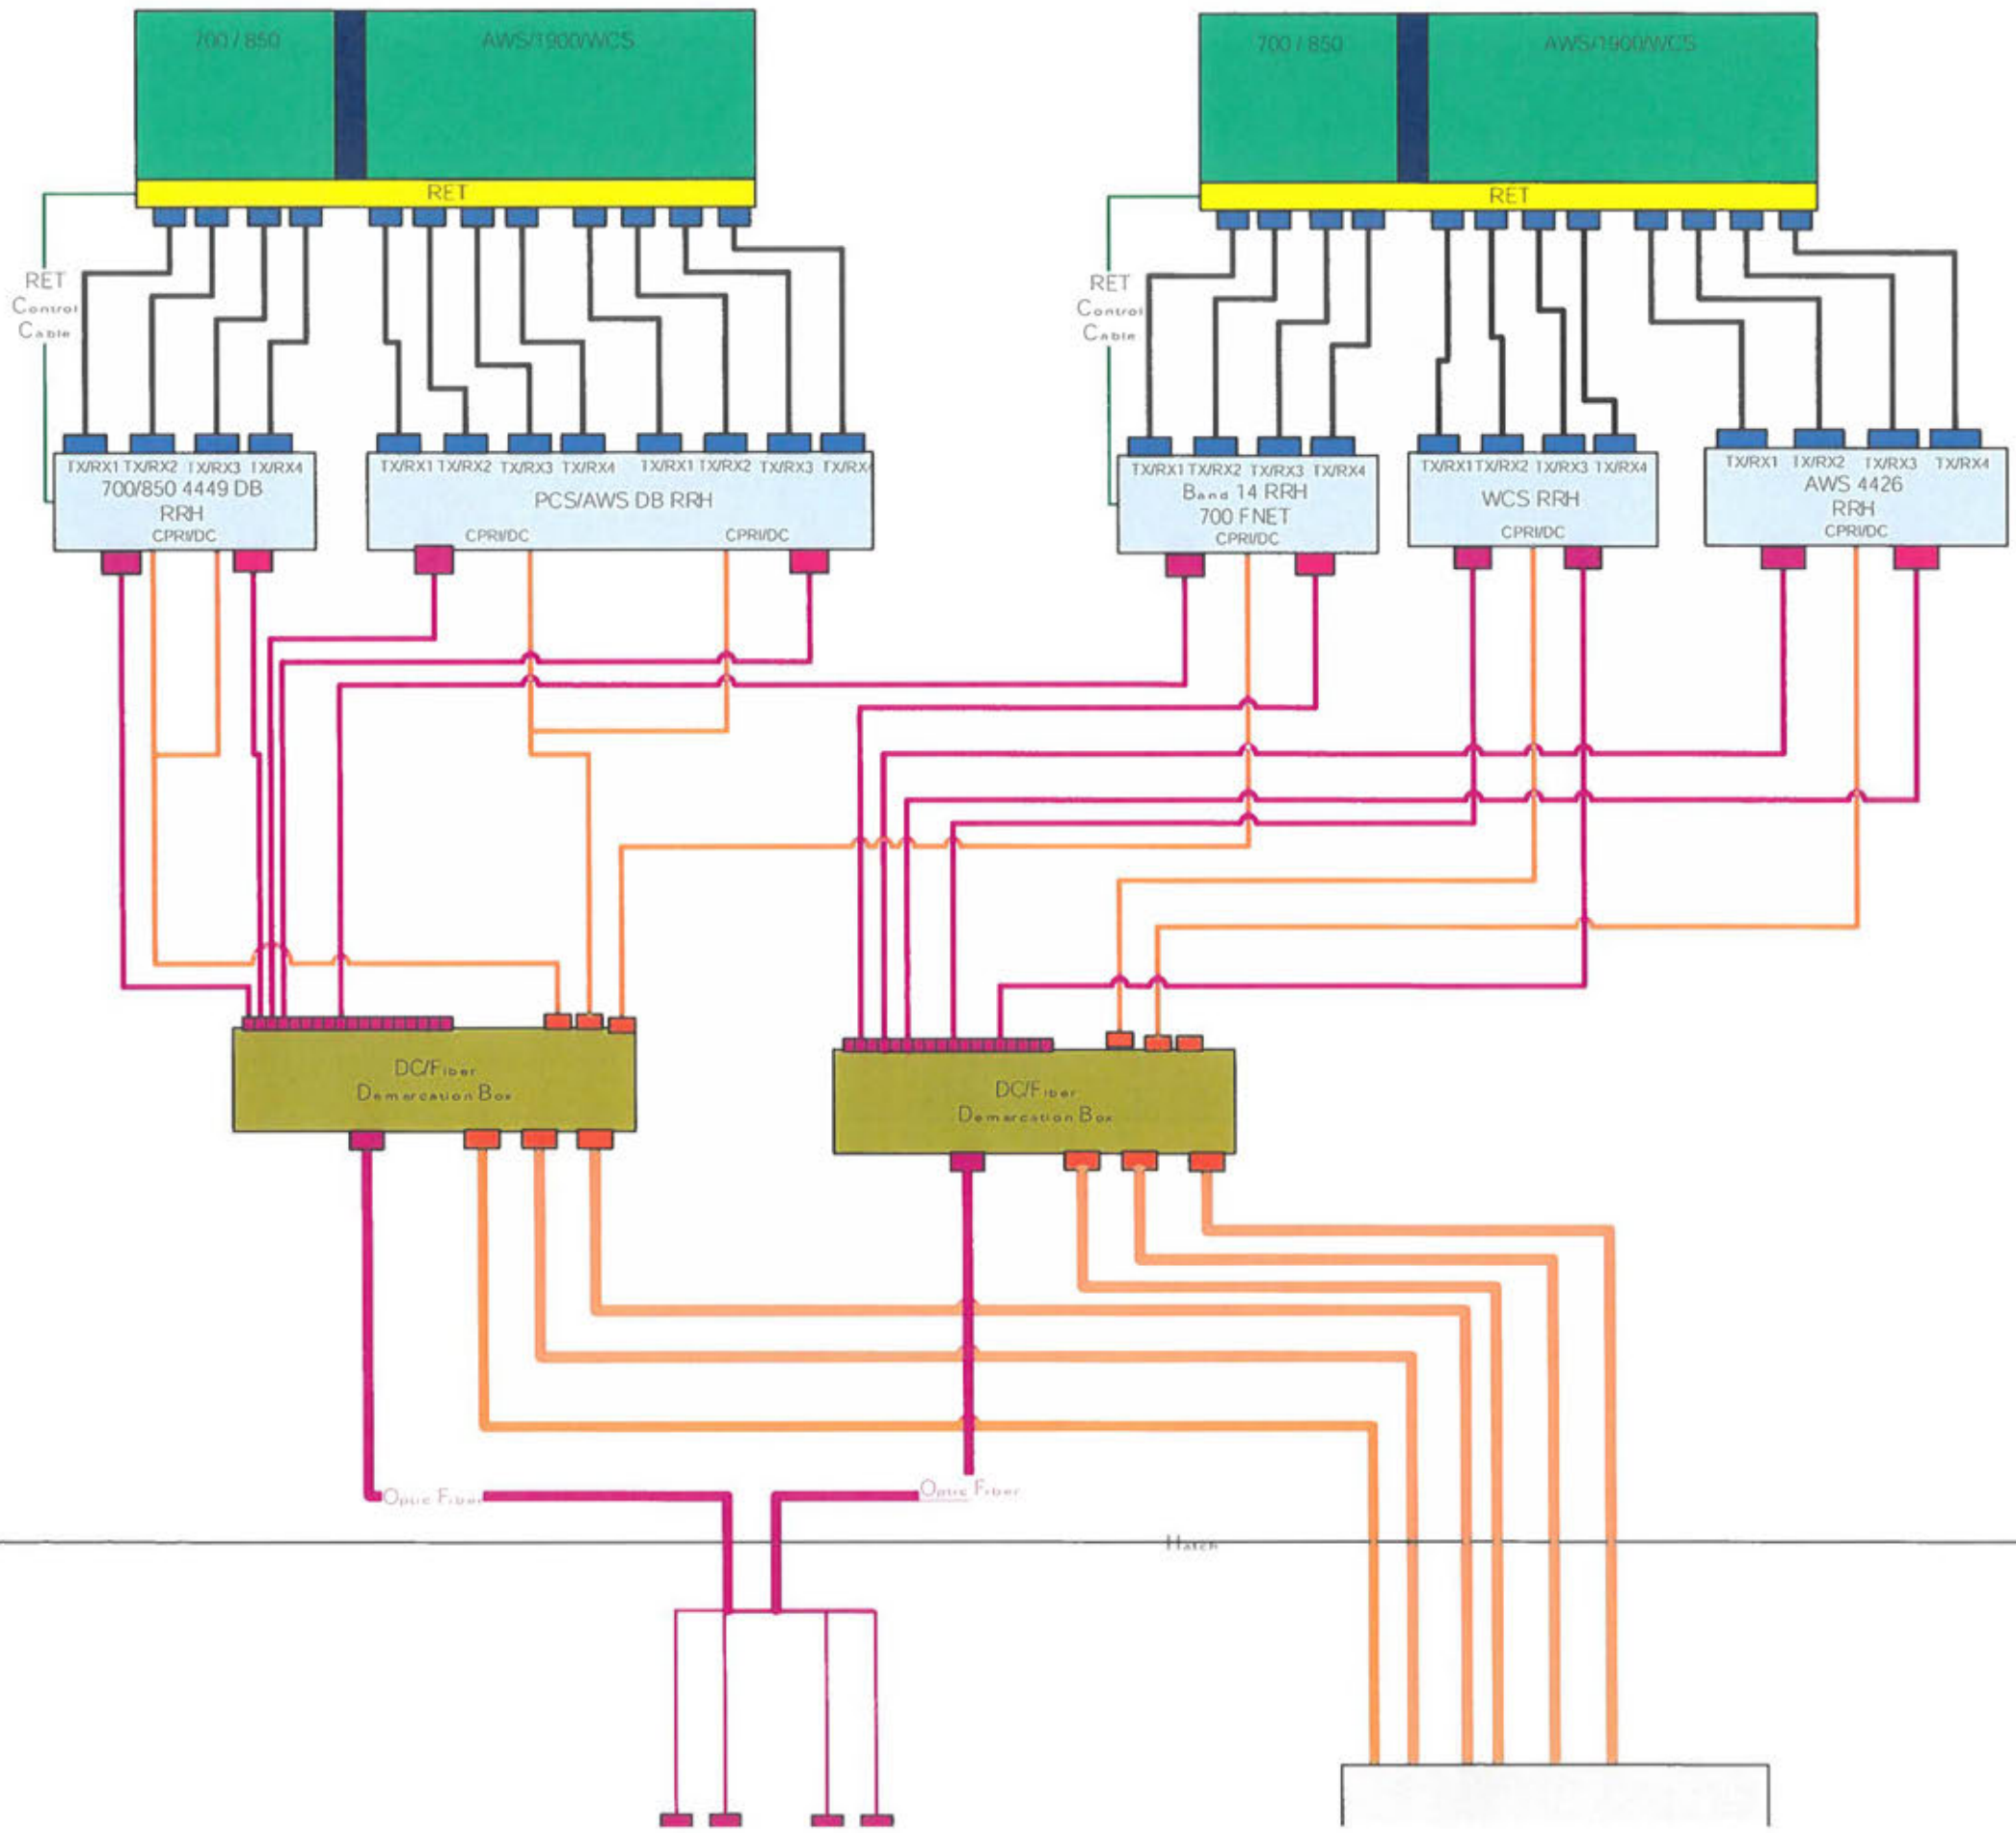 700 / 850
AWS/1900/WCS
700 / 850
AWS/1900/WCS
RET
RET
RET
Control
Cable
RET
Control
Cable
TX/RX1 TX/RX2 TX/RX3 TX/RX4
700/850 4449 DB
RRH
CPRI/DC
TX/RX1 TX/RX2 TX/RX3 TX/RX4 TX/RX1 TX/RX2 TX/RX3 TX/RX4
PCS/AWS DB RRH
CPRI/DC CPRI/DC
TX/RX1 TX/RX2 TX/RX3 TX/RX4
Band 14 RRH
700 FNET
CPRI/DC
TX/RX1 TX/RX2 TX/RX3 TX/RX4
WCS RRH
CPRI/DC
TX/RX1 TX/RX2 TX/RX3 TX/RX4
AWS 4426
RRH
CPRI/DC
DC/Fiber
Demarcation Box
DC/Fiber
Demarcation Box
Optic Fiber
Optic Fiber
Hatch